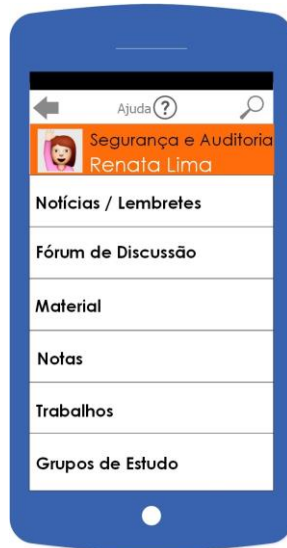 Ajuda ?
Segurança e Auditoria
Renata Lima
Notícias / Lembretes
Fórum de Discussão
Material
Notas
Trabalhos
Grupos de Estudo